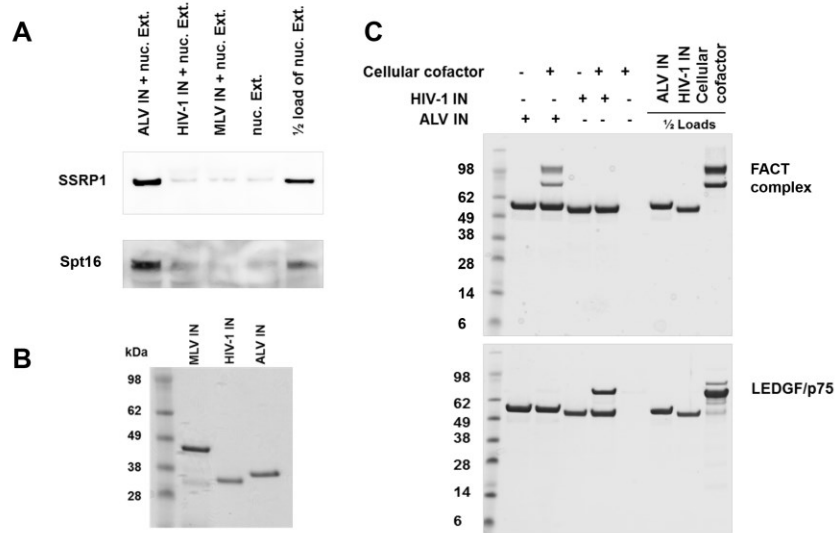 A
ALV IN + nuc. Ext.
HIV-1 IN + nuc. Ext.
MLV IN + nuc. Ext.
nuc. Ext.
½ load of nuc. Ext.
SSRP1
Spt16
B
kDa
MLV IN
HIV-1 IN
ALV IN
98
62
49
38
28
C
Cellular cofactor - + - + +
HIV-1 IN - - + + -
ALV IN + + - - -
ALV IN
HIV-1 IN
Cellular
cofactor
½ Loads
98
62
49
38
28
14
6
FACT
complex
98
62
49
38
28
14
6
LEDGF/p75